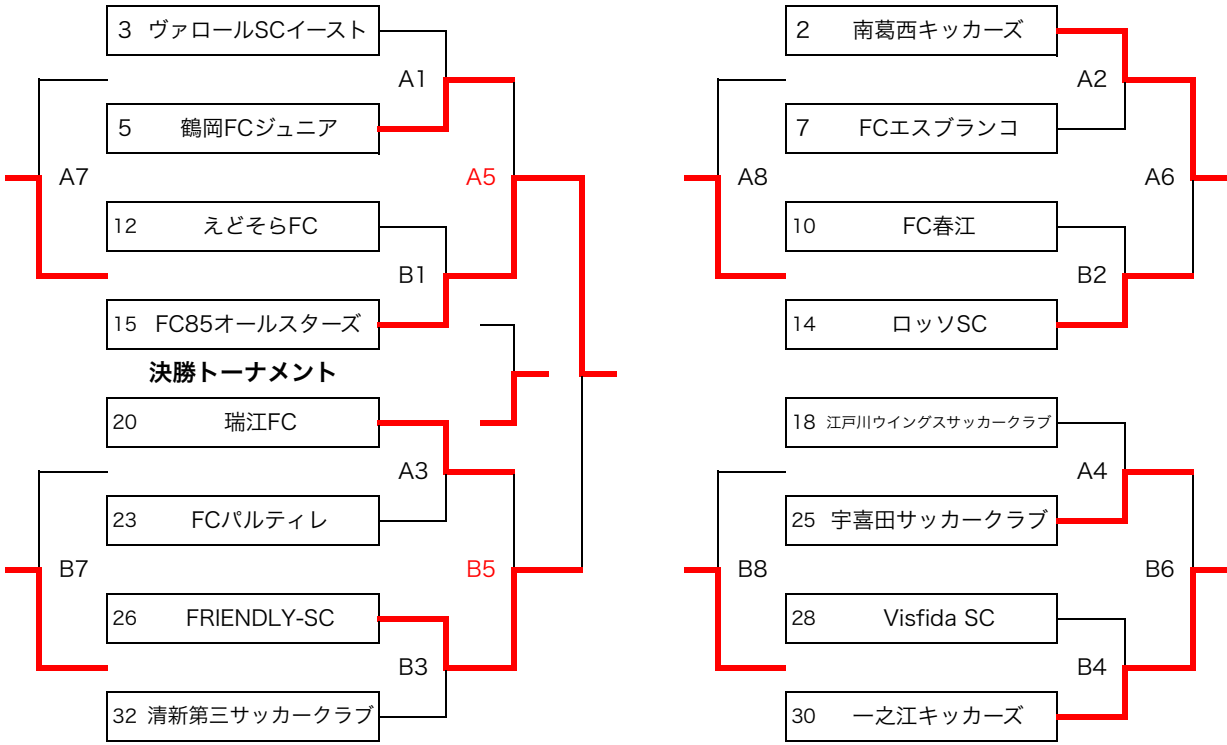 3 ヴァロールSCイースト
A1
5 鶴岡FCジュニア
A7
A5
12 えどそらFC
B1
15 FC85オールスターズ
決勝トーナメント
20 瑞江FC
A3
23 FCパルティレ
B7
B5
26 FRIENDLY-SC
B3
32 清新第三サッカークラブ
2 南葛西キッカーズ
A2
7 FCエスブランコ
A8
A6
10 FC春江
B2
14 ロッソSC
18 江戸川ウイングスサッカークラブ
A4
25 宇喜田サッカークラブ
B8
B6
28 Visfida SC
B4
30 一之江キッカーズ